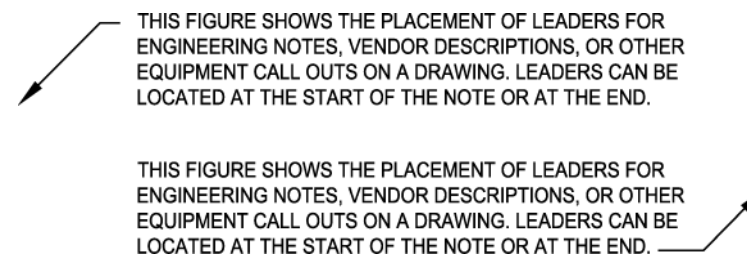 THIS FIGURE SHOWS THE PLACEMENT OF LEADERS FOR
ENGINEERING NOTES, VENDOR DESCRIPTIONS, OR OTHER
EQUIPMENT CALL OUTS ON A DRAWING. LEADERS CAN BE
LOCATED AT THE START OF THE NOTE OR AT THE END.
THIS FIGURE SHOWS THE PLACEMENT OF LEADERS FOR
ENGINEERING NOTES, VENDOR DESCRIPTIONS, OR OTHER
EQUIPMENT CALL OUTS ON A DRAWING. LEADERS CAN BE
LOCATED AT THE START OF THE NOTE OR AT THE END.